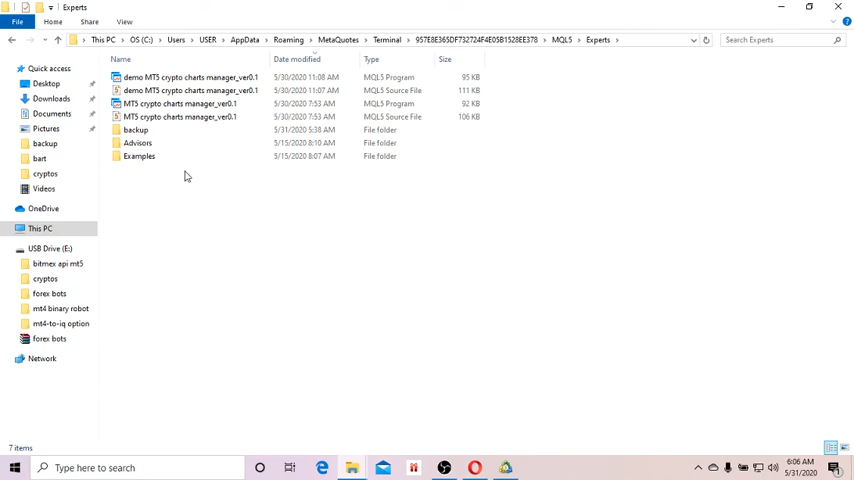 Experts
File Home Share View
This PC › OS (C:) › Users › USER › AppData › Roaming › MetaQuotes › Terminal › 957E8E365DF732724F4E05B1528EE378 › MQL5 › Experts ›
Search Experts
Name Date modified Type Size
demo MT5 crypto charts manager_ver0.1 5/30/2020 11:08 AM MQL5 Program 95 KB
demo MT5 crypto charts manager_ver0.1 5/30/2020 11:07 AM MQL5 Source File 111 KB
MT5 crypto charts manager_ver0.1 5/30/2020 7:53 AM MQL5 Program 92 KB
MT5 crypto charts manager_ver0.1 5/30/2020 7:53 AM MQL5 Source File 106 KB
backup 5/31/2020 5:38 AM File folder
Advisors 5/15/2020 8:10 AM File folder
Examples 5/15/2020 8:07 AM File folder
Quick access
Desktop
Downloads
Documents
Pictures
backup
bart
cryptos
Videos
OneDrive
This PC
USB Drive (E:)
bitmex api mt5
cryptos
forex bots
mt4 binary robot
mt4-to-iq option
forex bots
Network
7 items
Type here to search
6:06 AM
5/31/2020